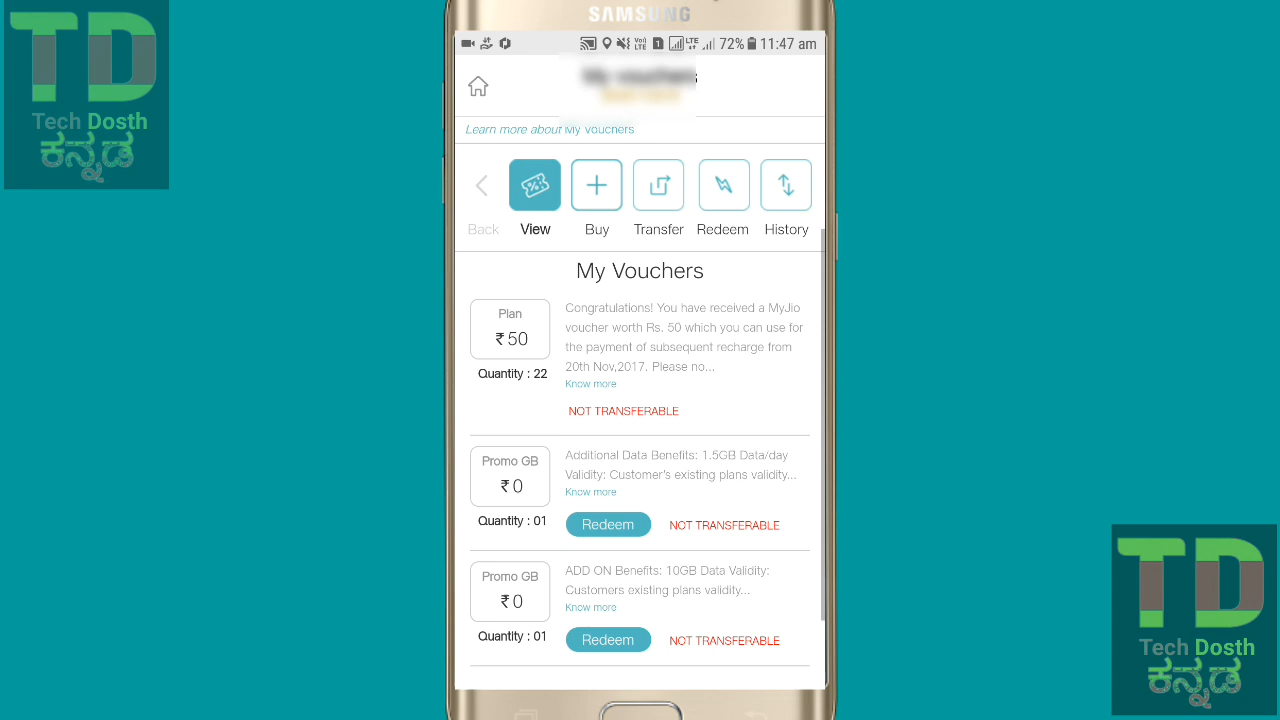 TD
Tech Dosth
ಕನ್ನಡ
SAMSUNG
VoLTE 1 LTE 72% 11:47 am
My vouchers
Learn more about My Vouchers
Back View Buy Transfer Redeem History
My Vouchers
Plan
₹ 50
Quantity : 22
Congratulations! You have received a MyJio
voucher worth Rs. 50 which you can use for
the payment of subsequent recharge from
20th Nov,2017. Please no...
Know more
NOT TRANSFERABLE
Promo GB
₹ 0
Quantity : 01
Additional Data Benefits: 1.5GB Data/day
Validity: Customer's existing plans validity...
Know more
Redeem NOT TRANSFERABLE
Promo GB
₹ 0
Quantity : 01
ADD ON Benefits: 10GB Data Validity:
Customers existing plans validity...
Know more
Redeem NOT TRANSFERABLE
TD
Tech Dosth
ಕನ್ನಡ